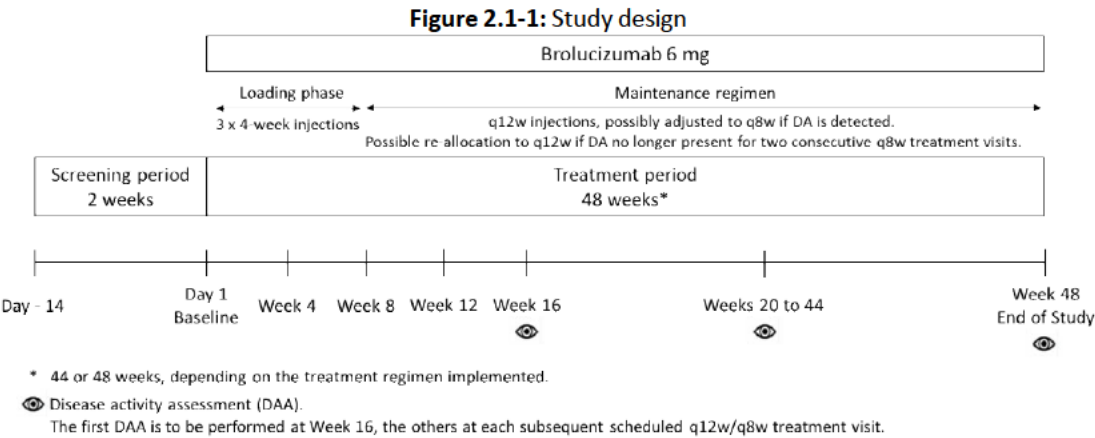 Figure 2.1-1: Study design
Brolucizumab 6 mg
Loading phase
3 x 4-week injections
Maintenance regimen
q12w injections, possibly adjusted to q8w if DA is detected.
Possible re allocation to q12w if DA no longer present for two consecutive q8w treatment visits.
Screening period
2 weeks
Treatment period
48 weeks*
Day - 14
Day 1
Baseline
Week 4
Week 8
Week 12
Week 16
Weeks 20 to 44
Week 48
End of Study
* 44 or 48 weeks, depending on the treatment regimen implemented.
Disease activity assessment (DAA).
The first DAA is to be performed at Week 16, the others at each subsequent scheduled q12w/q8w treatment visit.